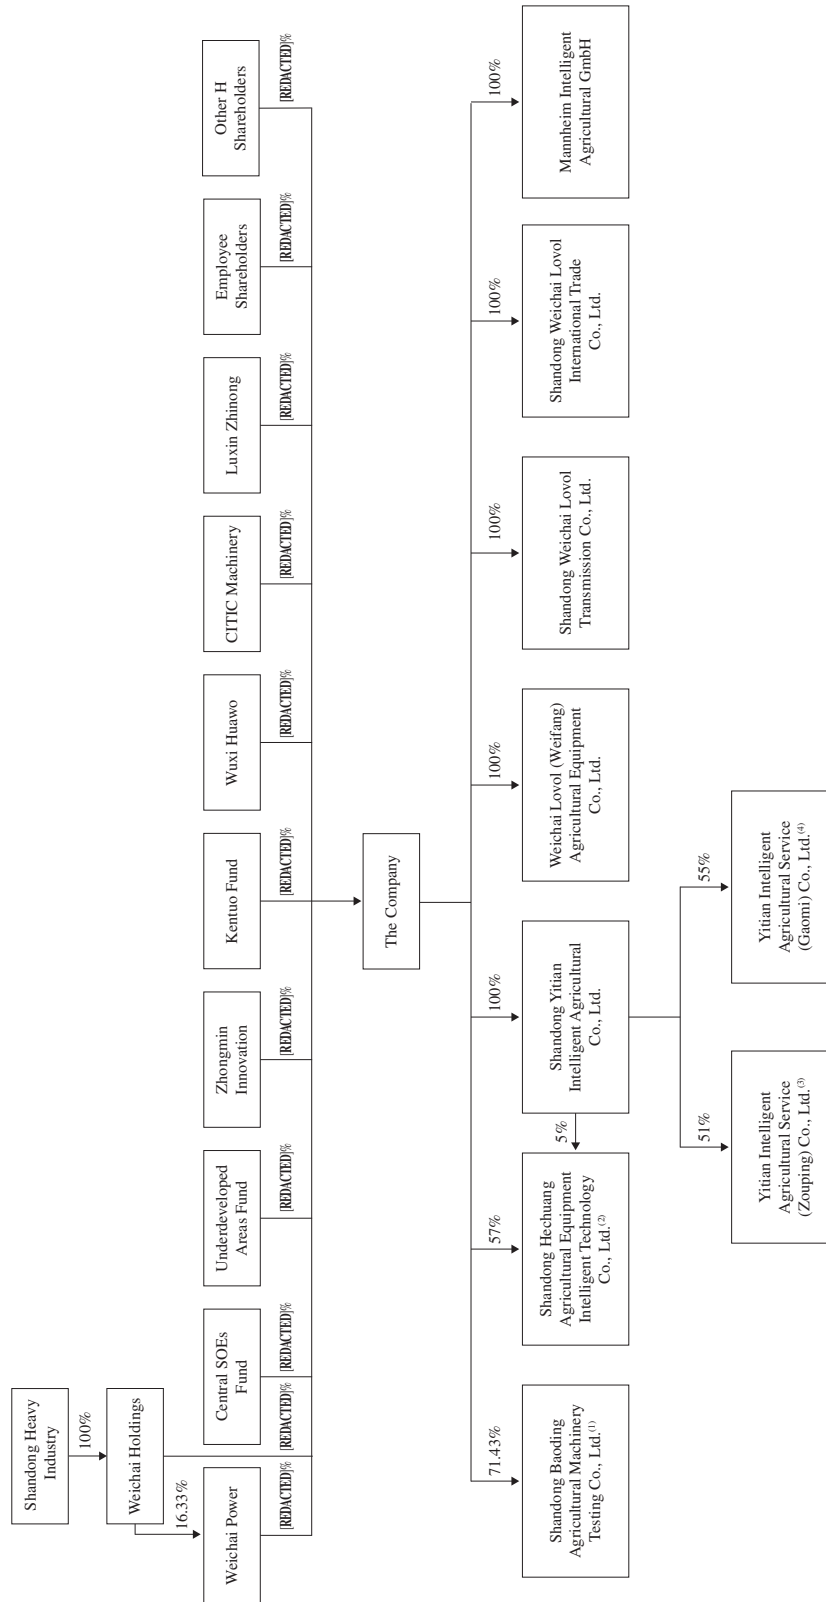 Shandong Heavy
Industry
100%
Weichai Holdings
16.33%
Weichai Power
Central SOEs
Fund
Underdeveloped
Areas Fund
Zhongmin
Innovation
Kentuo Fund
Wuxi Huawo
CITIC Machinery
Luxin Zhinong
Employee
Shareholders
Other H
Shareholders
[REDACTED]%
[REDACTED]%
[REDACTED]%
[REDACTED]%
[REDACTED]%
[REDACTED]%
[REDACTED]%
[REDACTED]%
[REDACTED]%
[REDACTED]%
[REDACTED]%
The Company
71.43%
57%
100%
100%
100%
100%
100%
Shandong Baoding
Agricultural Machinery
Testing Co., Ltd.(1)
Shandong Hechuang
Agricultural Equipment
Intelligent Technology
Co., Ltd.(2)
5%
Shandong Yitian
Intelligent Agricultural
Co., Ltd.
Weichai Lovol (Weifang)
Agricultural Equipment
Co., Ltd.
Shandong Weichai Lovol
Transmission Co., Ltd.
Shandong Weichai Lovol
International Trade
Co., Ltd.
Mannheim Intelligent
Agricultural GmbH
51%
55%
Yitian Intelligent
Agricultural Service
(Zouping) Co., Ltd.(3)
Yitian Intelligent
Agricultural Service
(Gaomi) Co., Ltd.(4)